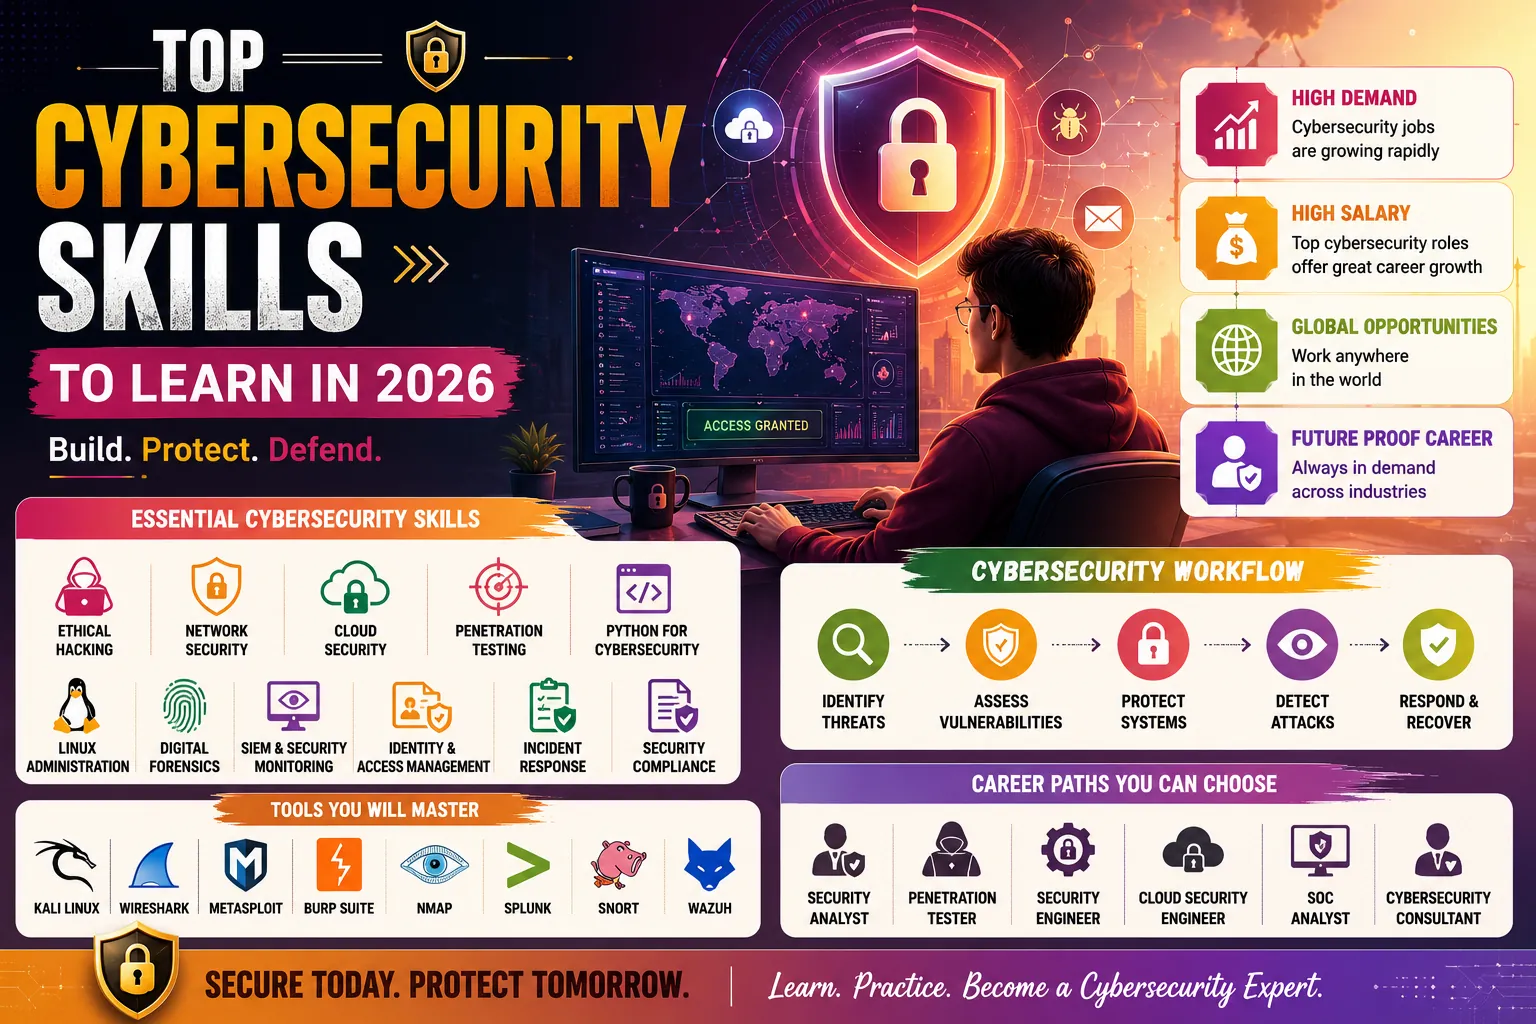 TOP
CYBERSECURITY
SKILLS
TO LEARN IN 2026
Build. Protect. Defend.
ACCESS GRANTED
HIGH DEMAND
Cybersecurity jobs
are growing rapidly
HIGH SALARY
Top cybersecurity roles
offer great career growth
GLOBAL OPPORTUNITIES
Work anywhere
in the world
FUTURE PROOF CAREER
Always in demand
across industries
ESSENTIAL CYBERSECURITY SKILLS
ETHICAL
HACKING
NETWORK
SECURITY
CLOUD
SECURITY
PENETRATION
TESTING
PYTHON FOR
CYBERSECURITY
LINUX
ADMINISTRATION
DIGITAL
FORENSICS
SIEM & SECURITY
MONITORING
IDENTITY &
ACCESS MANAGEMENT
INCIDENT
RESPONSE
SECURITY
COMPLIANCE
TOOLS YOU WILL MASTER
KALI LINUX
WIRESHARK
METASPLOIT
BURP SUITE
NMAP
SPLUNK
SNORT
WAZUH
CYBERSECURITY WORKFLOW
IDENTIFY
THREATS
ASSESS
VULNERABILITIES
PROTECT
SYSTEMS
DETECT
ATTACKS
RESPOND &
RECOVER
CAREER PATHS YOU CAN CHOOSE
SECURITY
ANALYST
PENETRATION
TESTER
SECURITY
ENGINEER
CLOUD SECURITY
ENGINEER
SOC
ANALYST
CYBERSECURITY
CONSULTANT
SECURE TODAY. PROTECT TOMORROW.
Learn. Practice. Become a Cybersecurity Expert.